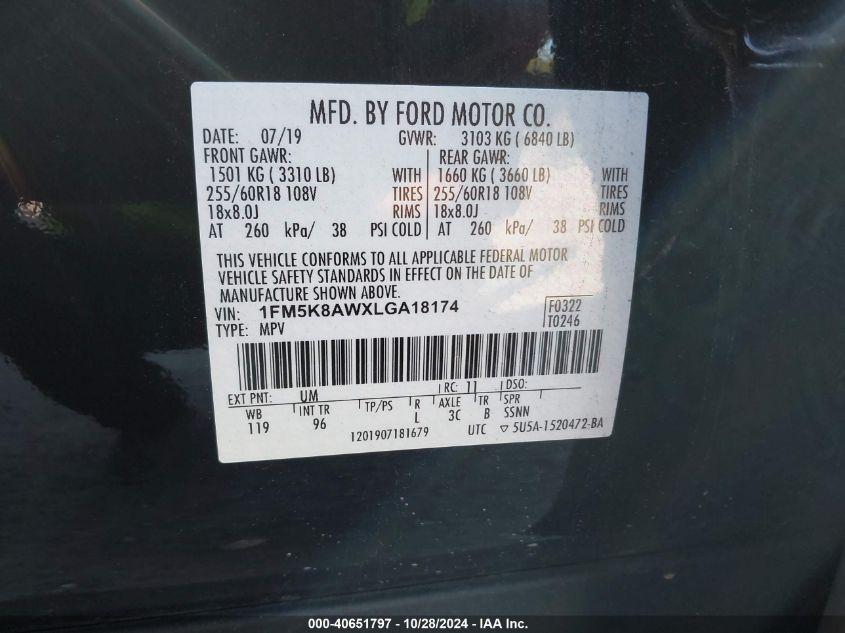 MFD. BY FORD MOTOR CO.
DATE: 07/19 GVWR: 3103 KG ( 6840 LB)
FRONT GAWR: REAR GAWR:
1501 KG ( 3310 LB) WITH 1660 KG ( 3660 LB) WITH
255/60R18 108V TIRES 255/60R18 108V TIRES
18x8.0J RIMS 18x8.0J RIMS
AT 260 kPa/ 38 PSI COLD AT 260 kPa/ 38 PSI COLD
THIS VEHICLE CONFORMS TO ALL APPLICABLE FEDERAL MOTOR
VEHICLE SAFETY STANDARDS IN EFFECT ON THE DATE OF
MANUFACTURE SHOWN ABOVE.
VIN: 1FM5K8AWXLGA18174 F0322
TYPE: MPV T0246
EXT PNT: UM RC: 11 DSO:
WB INT TR TP/PS R AXLE TR SPR
119 96 L 3C B SSNN
1201907181679 UTC ▽ 5U5A-1520472-BA
000-40651797 - 10/28/2024 - IAA Inc.